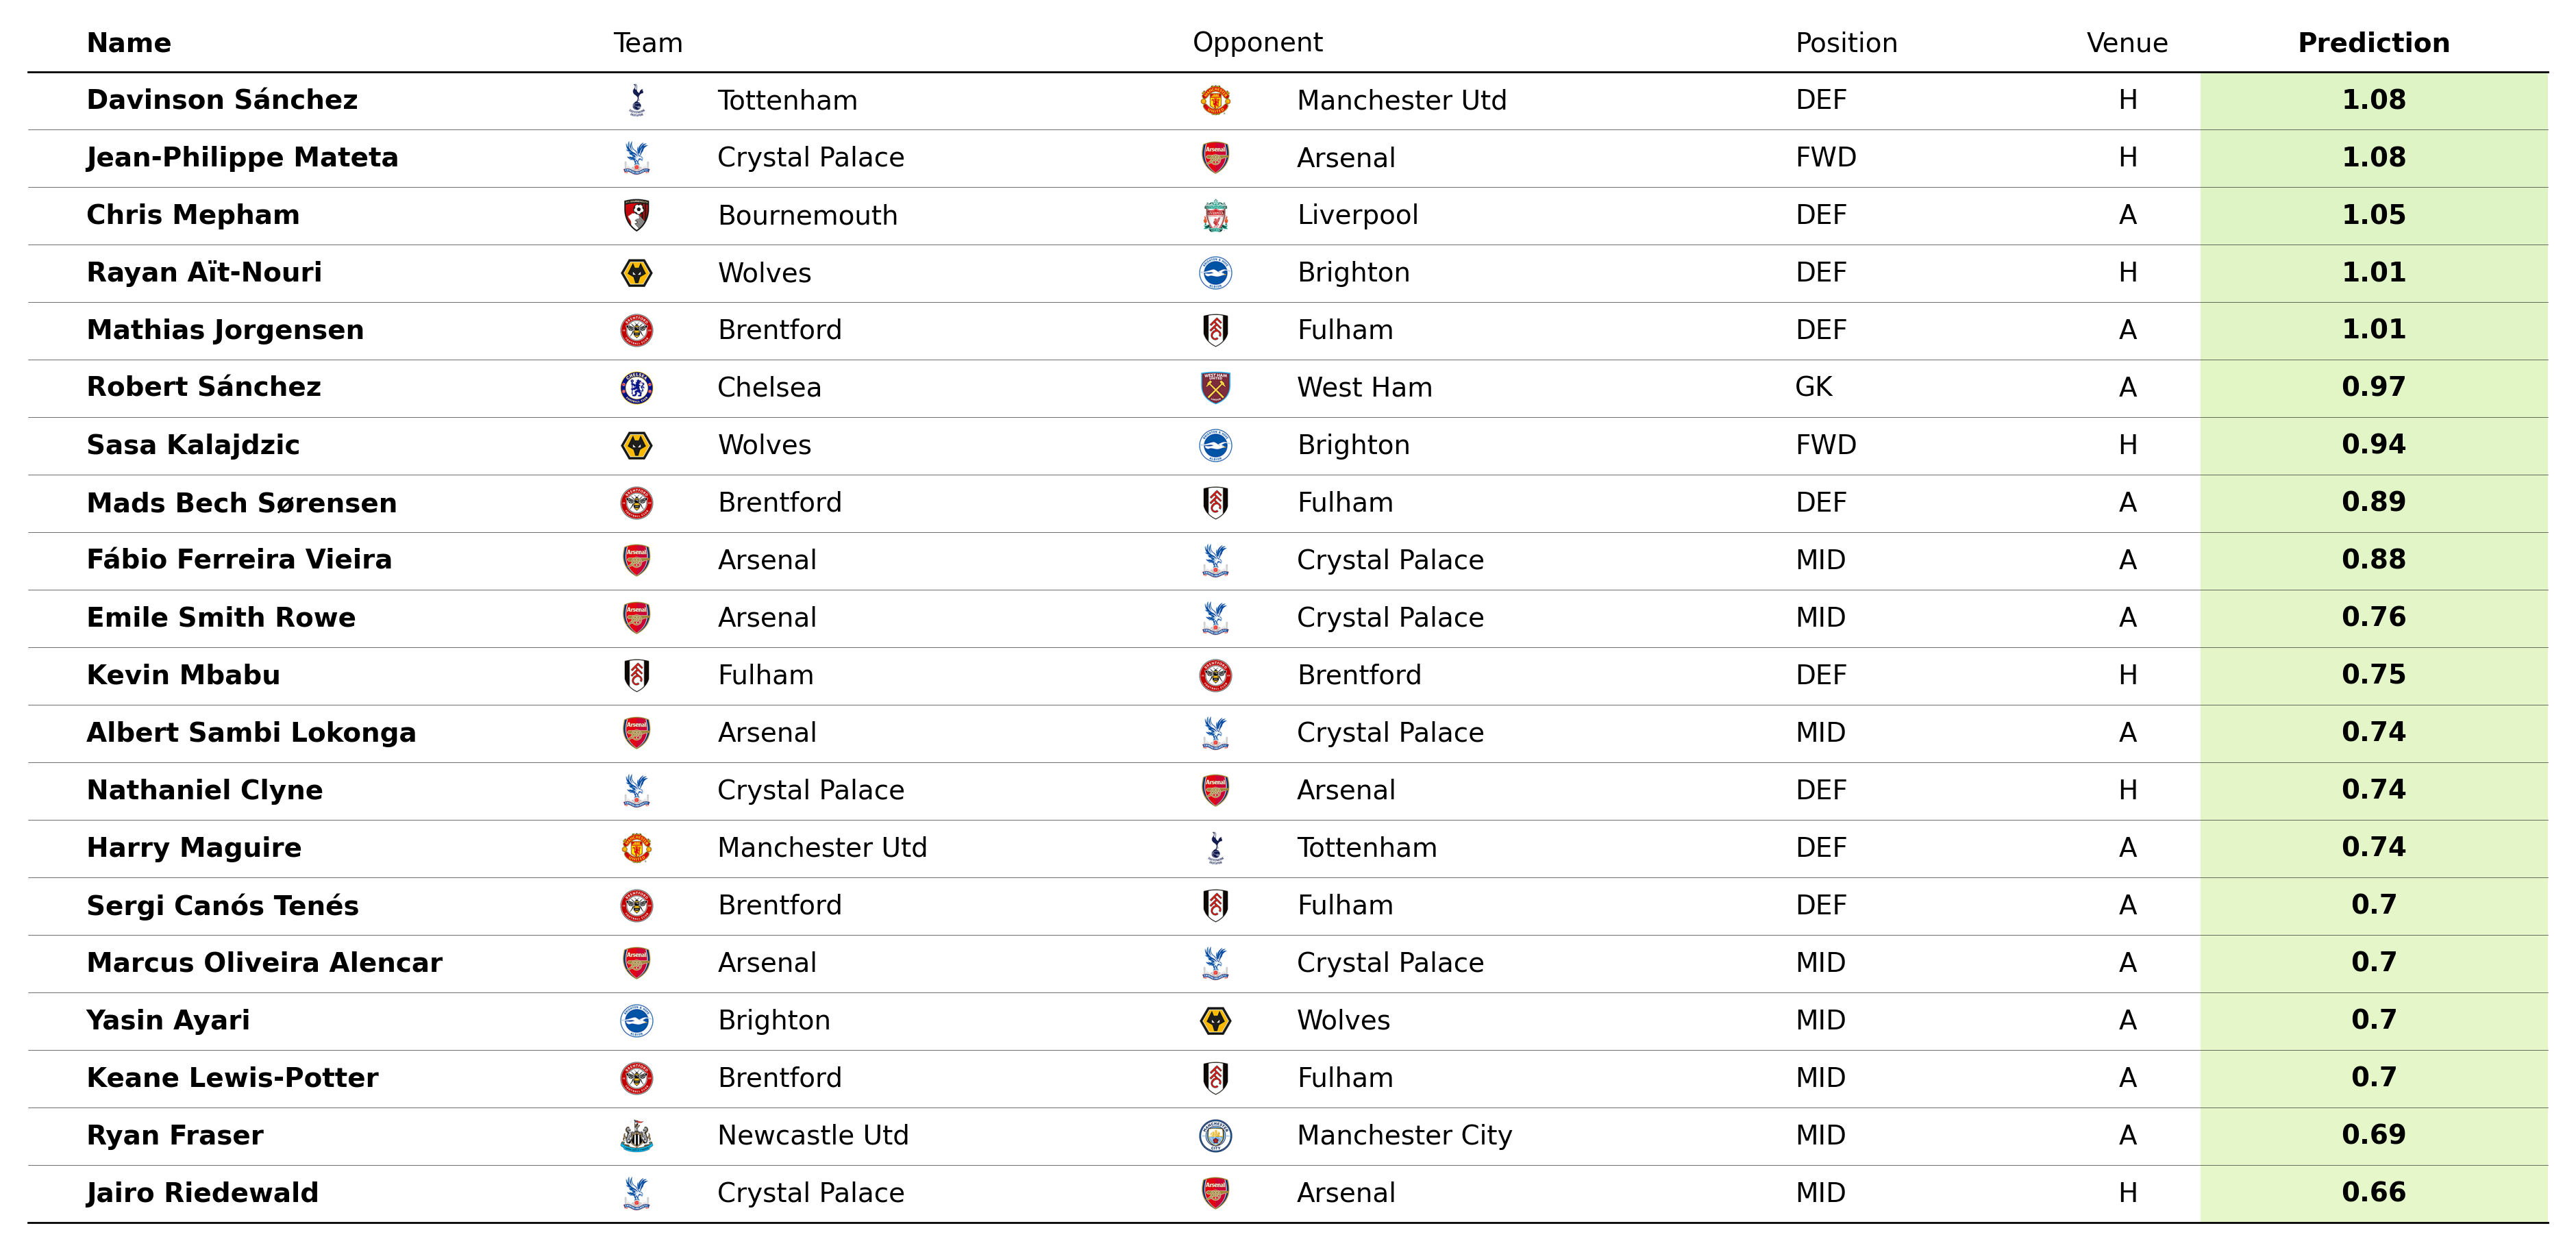 Name Team Opponent Position Venue Prediction
Davinson Sánchez Tottenham Manchester Utd DEF H 1.08
Jean-Philippe Mateta Crystal Palace Arsenal FWD H 1.08
Chris Mepham Bournemouth Liverpool DEF A 1.05
Rayan Aït-Nouri Wolves Brighton DEF H 1.01
Mathias Jorgensen Brentford Fulham DEF A 1.01
Robert Sánchez Chelsea West Ham GK A 0.97
Sasa Kalajdzic Wolves Brighton FWD H 0.94
Mads Bech Sørensen Brentford Fulham DEF A 0.89
Fábio Ferreira Vieira Arsenal Crystal Palace MID A 0.88
Emile Smith Rowe Arsenal Crystal Palace MID A 0.76
Kevin Mbabu Fulham Brentford DEF H 0.75
Albert Sambi Lokonga Arsenal Crystal Palace MID A 0.74
Nathaniel Clyne Crystal Palace Arsenal DEF H 0.74
Harry Maguire Manchester Utd Tottenham DEF A 0.74
Sergi Canós Tenés Brentford Fulham DEF A 0.7
Marcus Oliveira Alencar Arsenal Crystal Palace MID A 0.7
Yasin Ayari Brighton Wolves MID A 0.7
Keane Lewis-Potter Brentford Fulham MID A 0.7
Ryan Fraser Newcastle Utd Manchester City MID A 0.69
Jairo Riedewald Crystal Palace Arsenal MID H 0.66